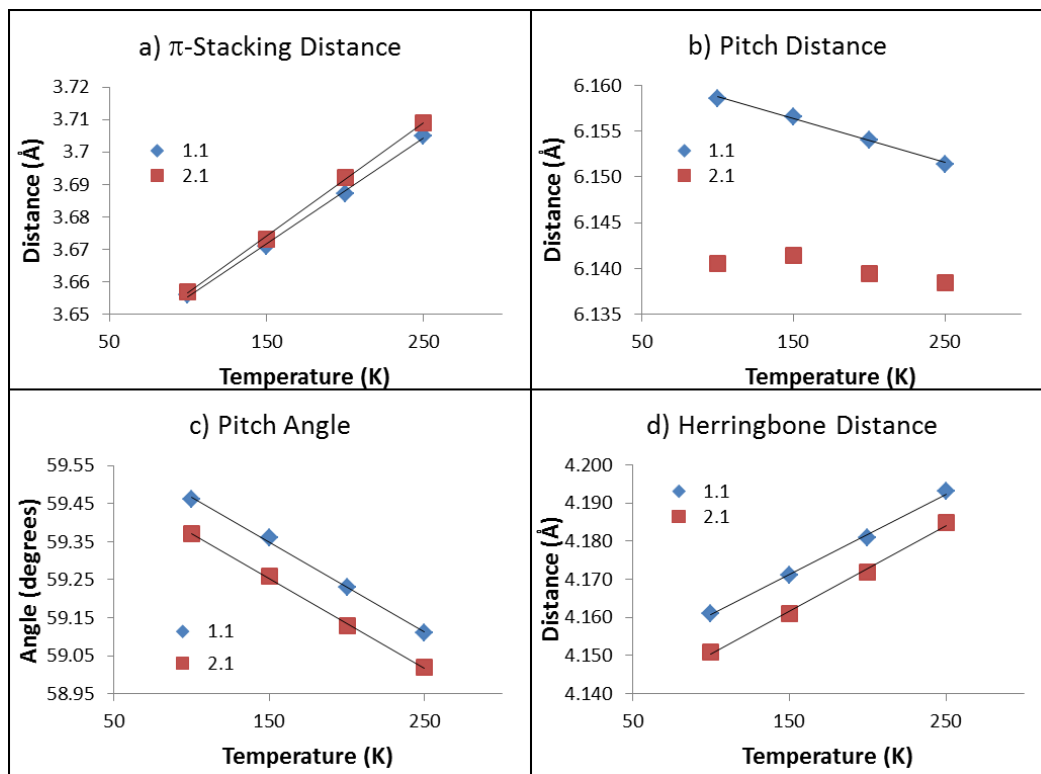 a) π-Stacking Distance
3.72
3.71
3.7
3.69
3.68
3.67
3.66
3.65
Distance (Å)
1.1
2.1
50 150 250
Temperature (K)
b) Pitch Distance
6.160
6.155
6.150
6.145
6.140
6.135
Distance (Å)
1.1
2.1
50 150 250
Temperature (K)
c) Pitch Angle
59.55
59.45
59.35
59.25
59.15
59.05
58.95
Angle (degrees)
1.1
2.1
50 150 250
Temperature (K)
d) Herringbone Distance
4.200
4.190
4.180
4.170
4.160
4.150
4.140
Distance (Å)
1.1
2.1
50 150 250
Temperature (K)